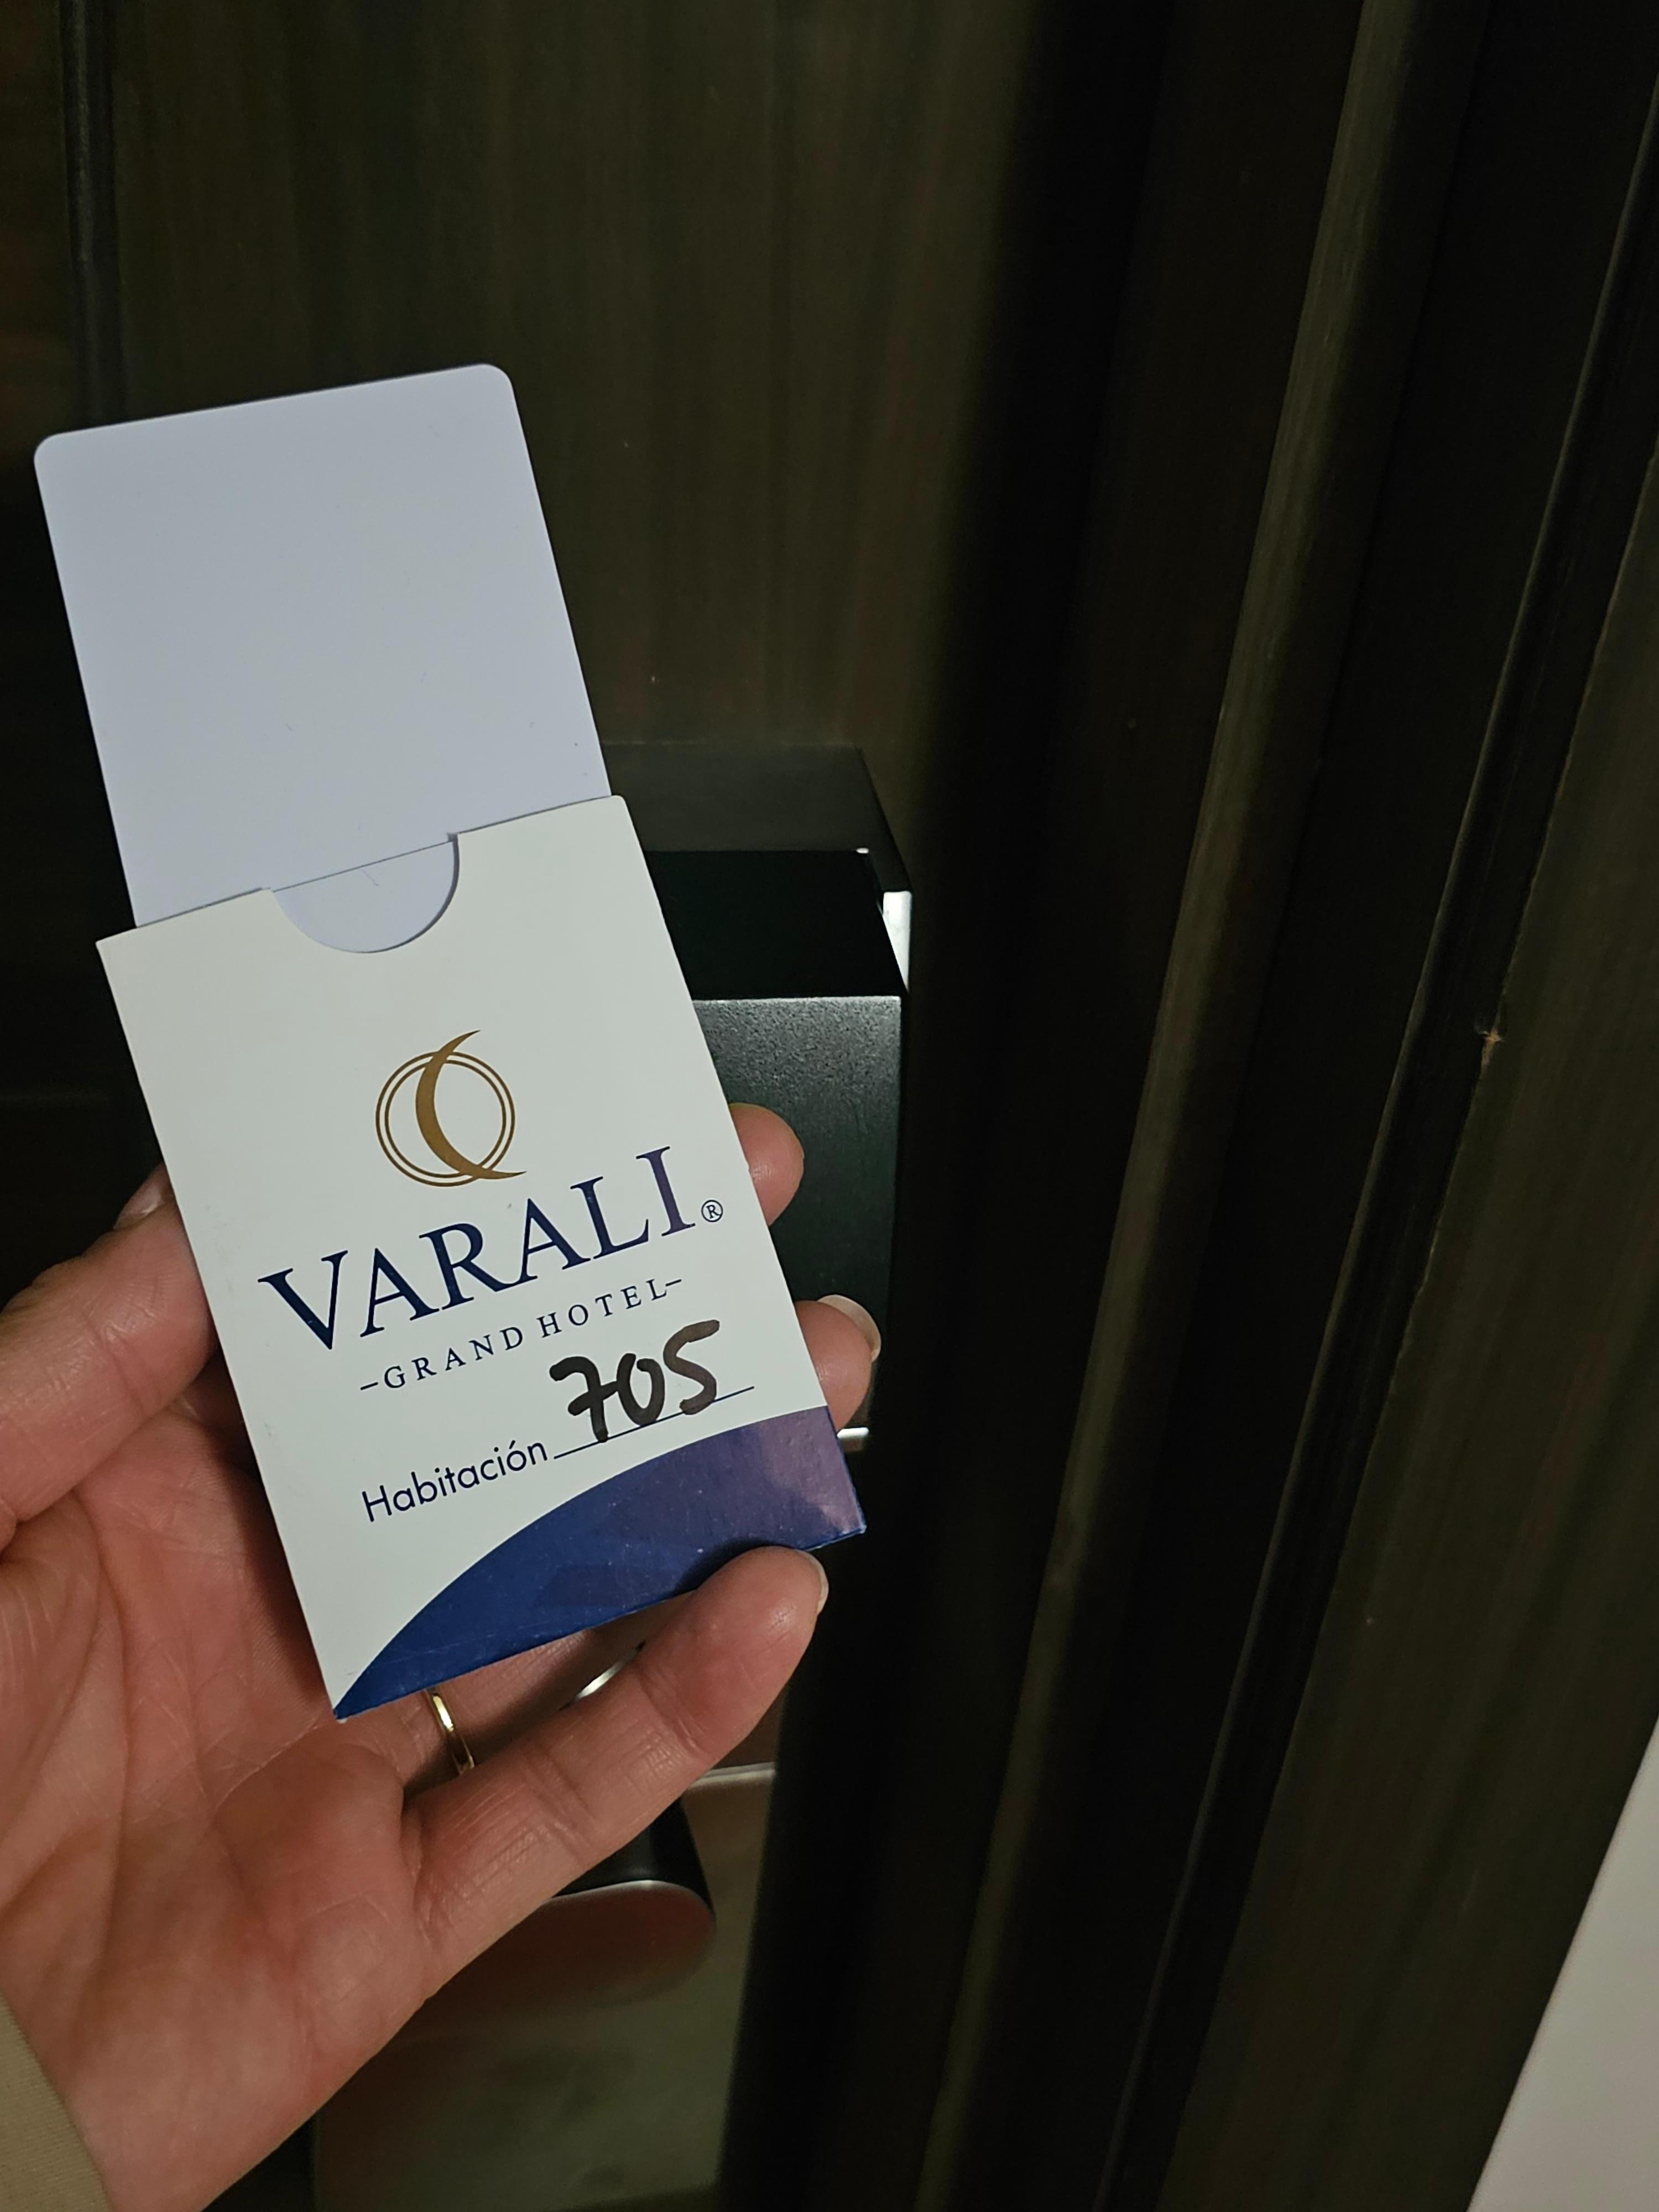 VARALI®
-GRAND HOTEL-
Habitación 705